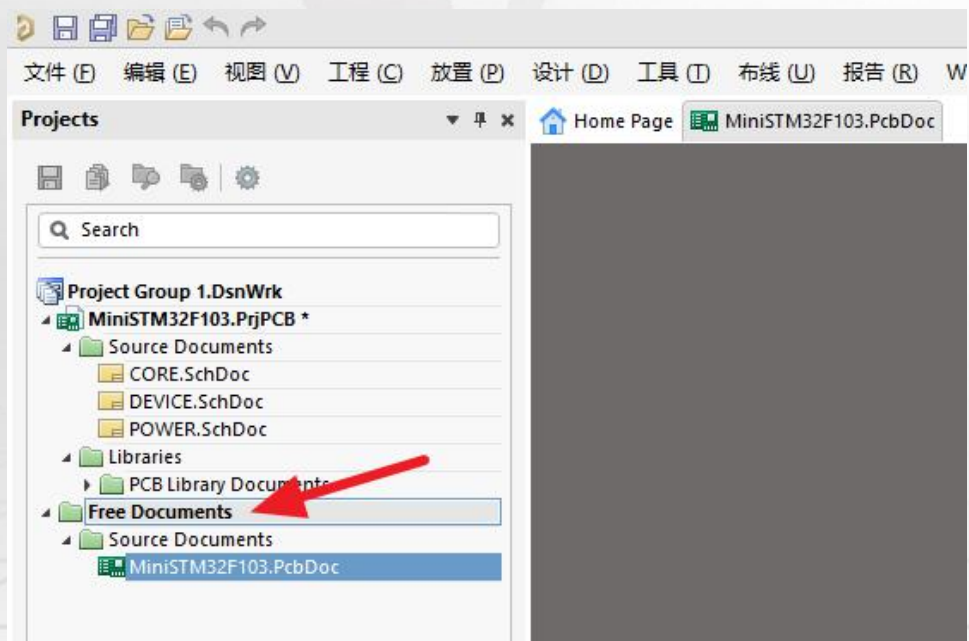 文件 (F) 编辑 (E) 视图 (V) 工程 (C) 放置 (P) 设计 (D) 工具 (T) 布线 (U) 报告 (R) W
Projects
Home Page MiniSTM32F103.PcbDoc
Search
Project Group 1.DsnWrk
MiniSTM32F103.PrjPCB *
Source Documents
CORE.SchDoc
DEVICE.SchDoc
POWER.SchDoc
Libraries
PCB Library Documents
Free Documents
Source Documents
MiniSTM32F103.PcbDoc